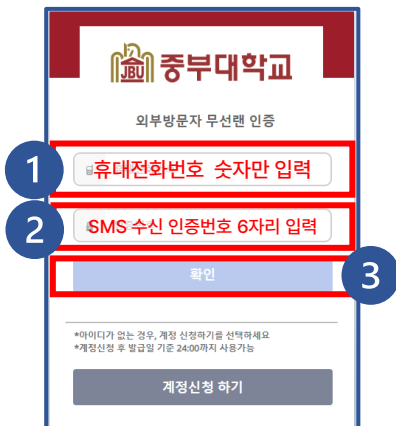 중부대학교
외부방문자 무선랜 인증
1
휴대전화번호 숫자만 입력
2
SMS 수신 인증번호 6자리 입력
확인
3
*아이디가 없는 경우, 계정 신청하기를 선택하세요
*계정신청 후 발급일 기준 24:00까지 사용가능
계정신청 하기